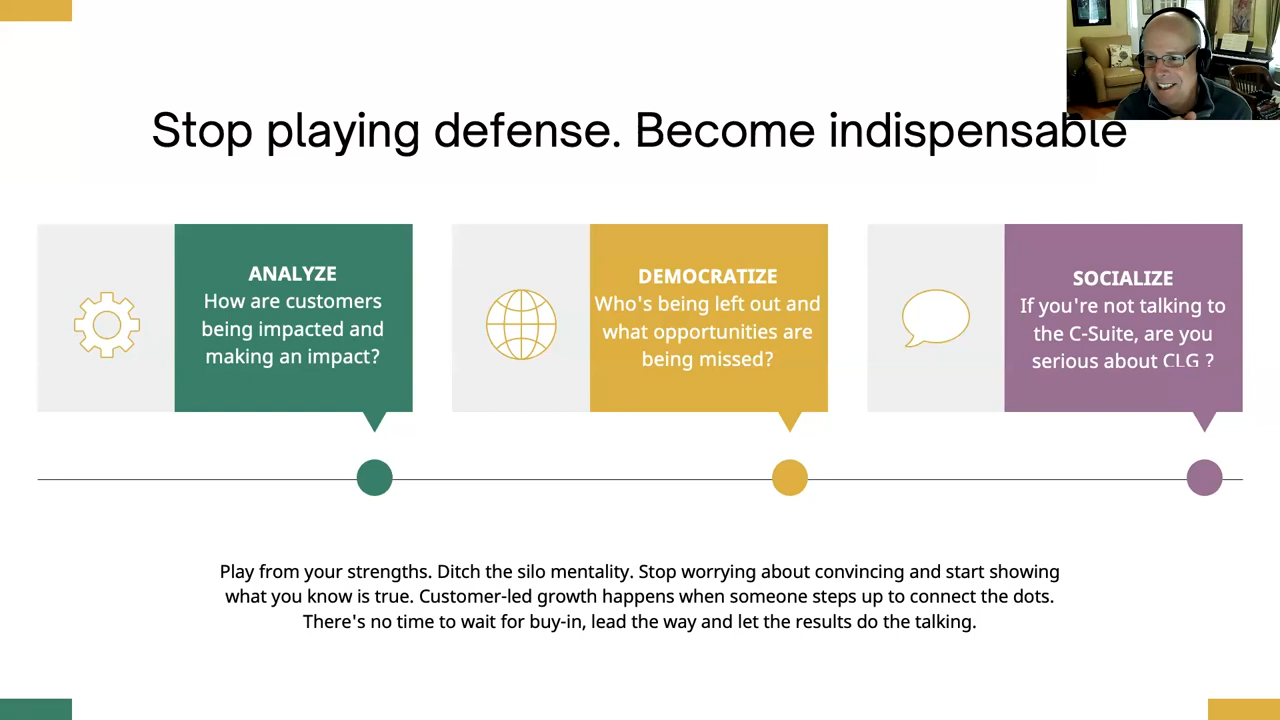 Stop playing defense. Become indispensable
ANALYZE
How are customers
being impacted and
making an impact?
DEMOCRATIZE
Who's being left out and
what opportunities are
being missed?
SOCIALIZE
If you're not talking to
the C-Suite, are you
serious about CLG ?
Play from your strengths. Ditch the silo mentality. Stop worrying about convincing and start showing
what you know is true. Customer-led growth happens when someone steps up to connect the dots.
There's no time to wait for buy-in, lead the way and let the results do the talking.